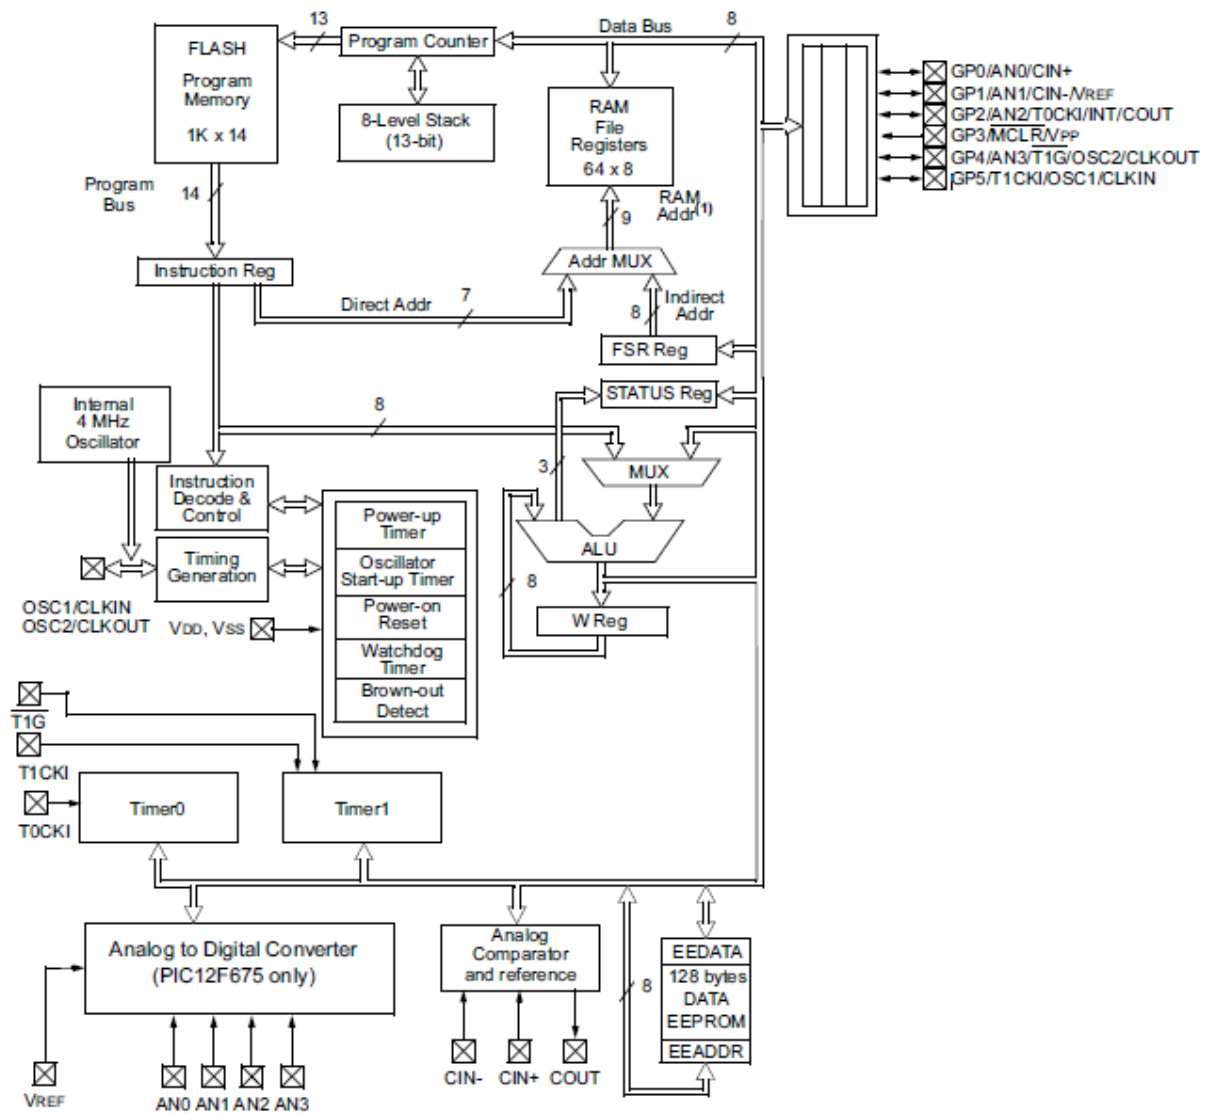 13
Data Bus
8
FLASH
Program
Memory
1K x 14
Program Counter
8-Level Stack
(13-bit)
RAM
File
Registers
64 x 8
GP0/AN0/CIN+
GP1/AN1/CIN-/VREF
GP2/AN2/T0CKI/INT/COUT
GP3/MCLR/VPP
GP4/AN3/T1G/OSC2/CLKOUT
GP5/T1CKI/OSC1/CLKIN
Program
Bus
14
RAM
Addr(1)
9
Instruction Reg
Addr MUX
Direct Addr
7
8
Indirect
Addr
FSR Reg
STATUS Reg
Internal
4 MHz
Oscillator
8
3
MUX
Instruction
Decode &
Control
Power-up
Timer
ALU
Timing
Generation
Oscillator
Start-up Timer
8
OSC1/CLKIN
OSC2/CLKOUT
VDD, VSS
Power-on
Reset
W Reg
Watchdog
Timer
Brown-out
Detect
T1G
T1CKI
T0CKI
Timer0
Timer1
Analog to Digital Converter
(PIC12F675 only)
Analog
Comparator
and reference
EEDATA
128 bytes
DATA
EEPROM
EEADDR
8
VREF
AN0 AN1 AN2 AN3
CIN- CIN+ COUT